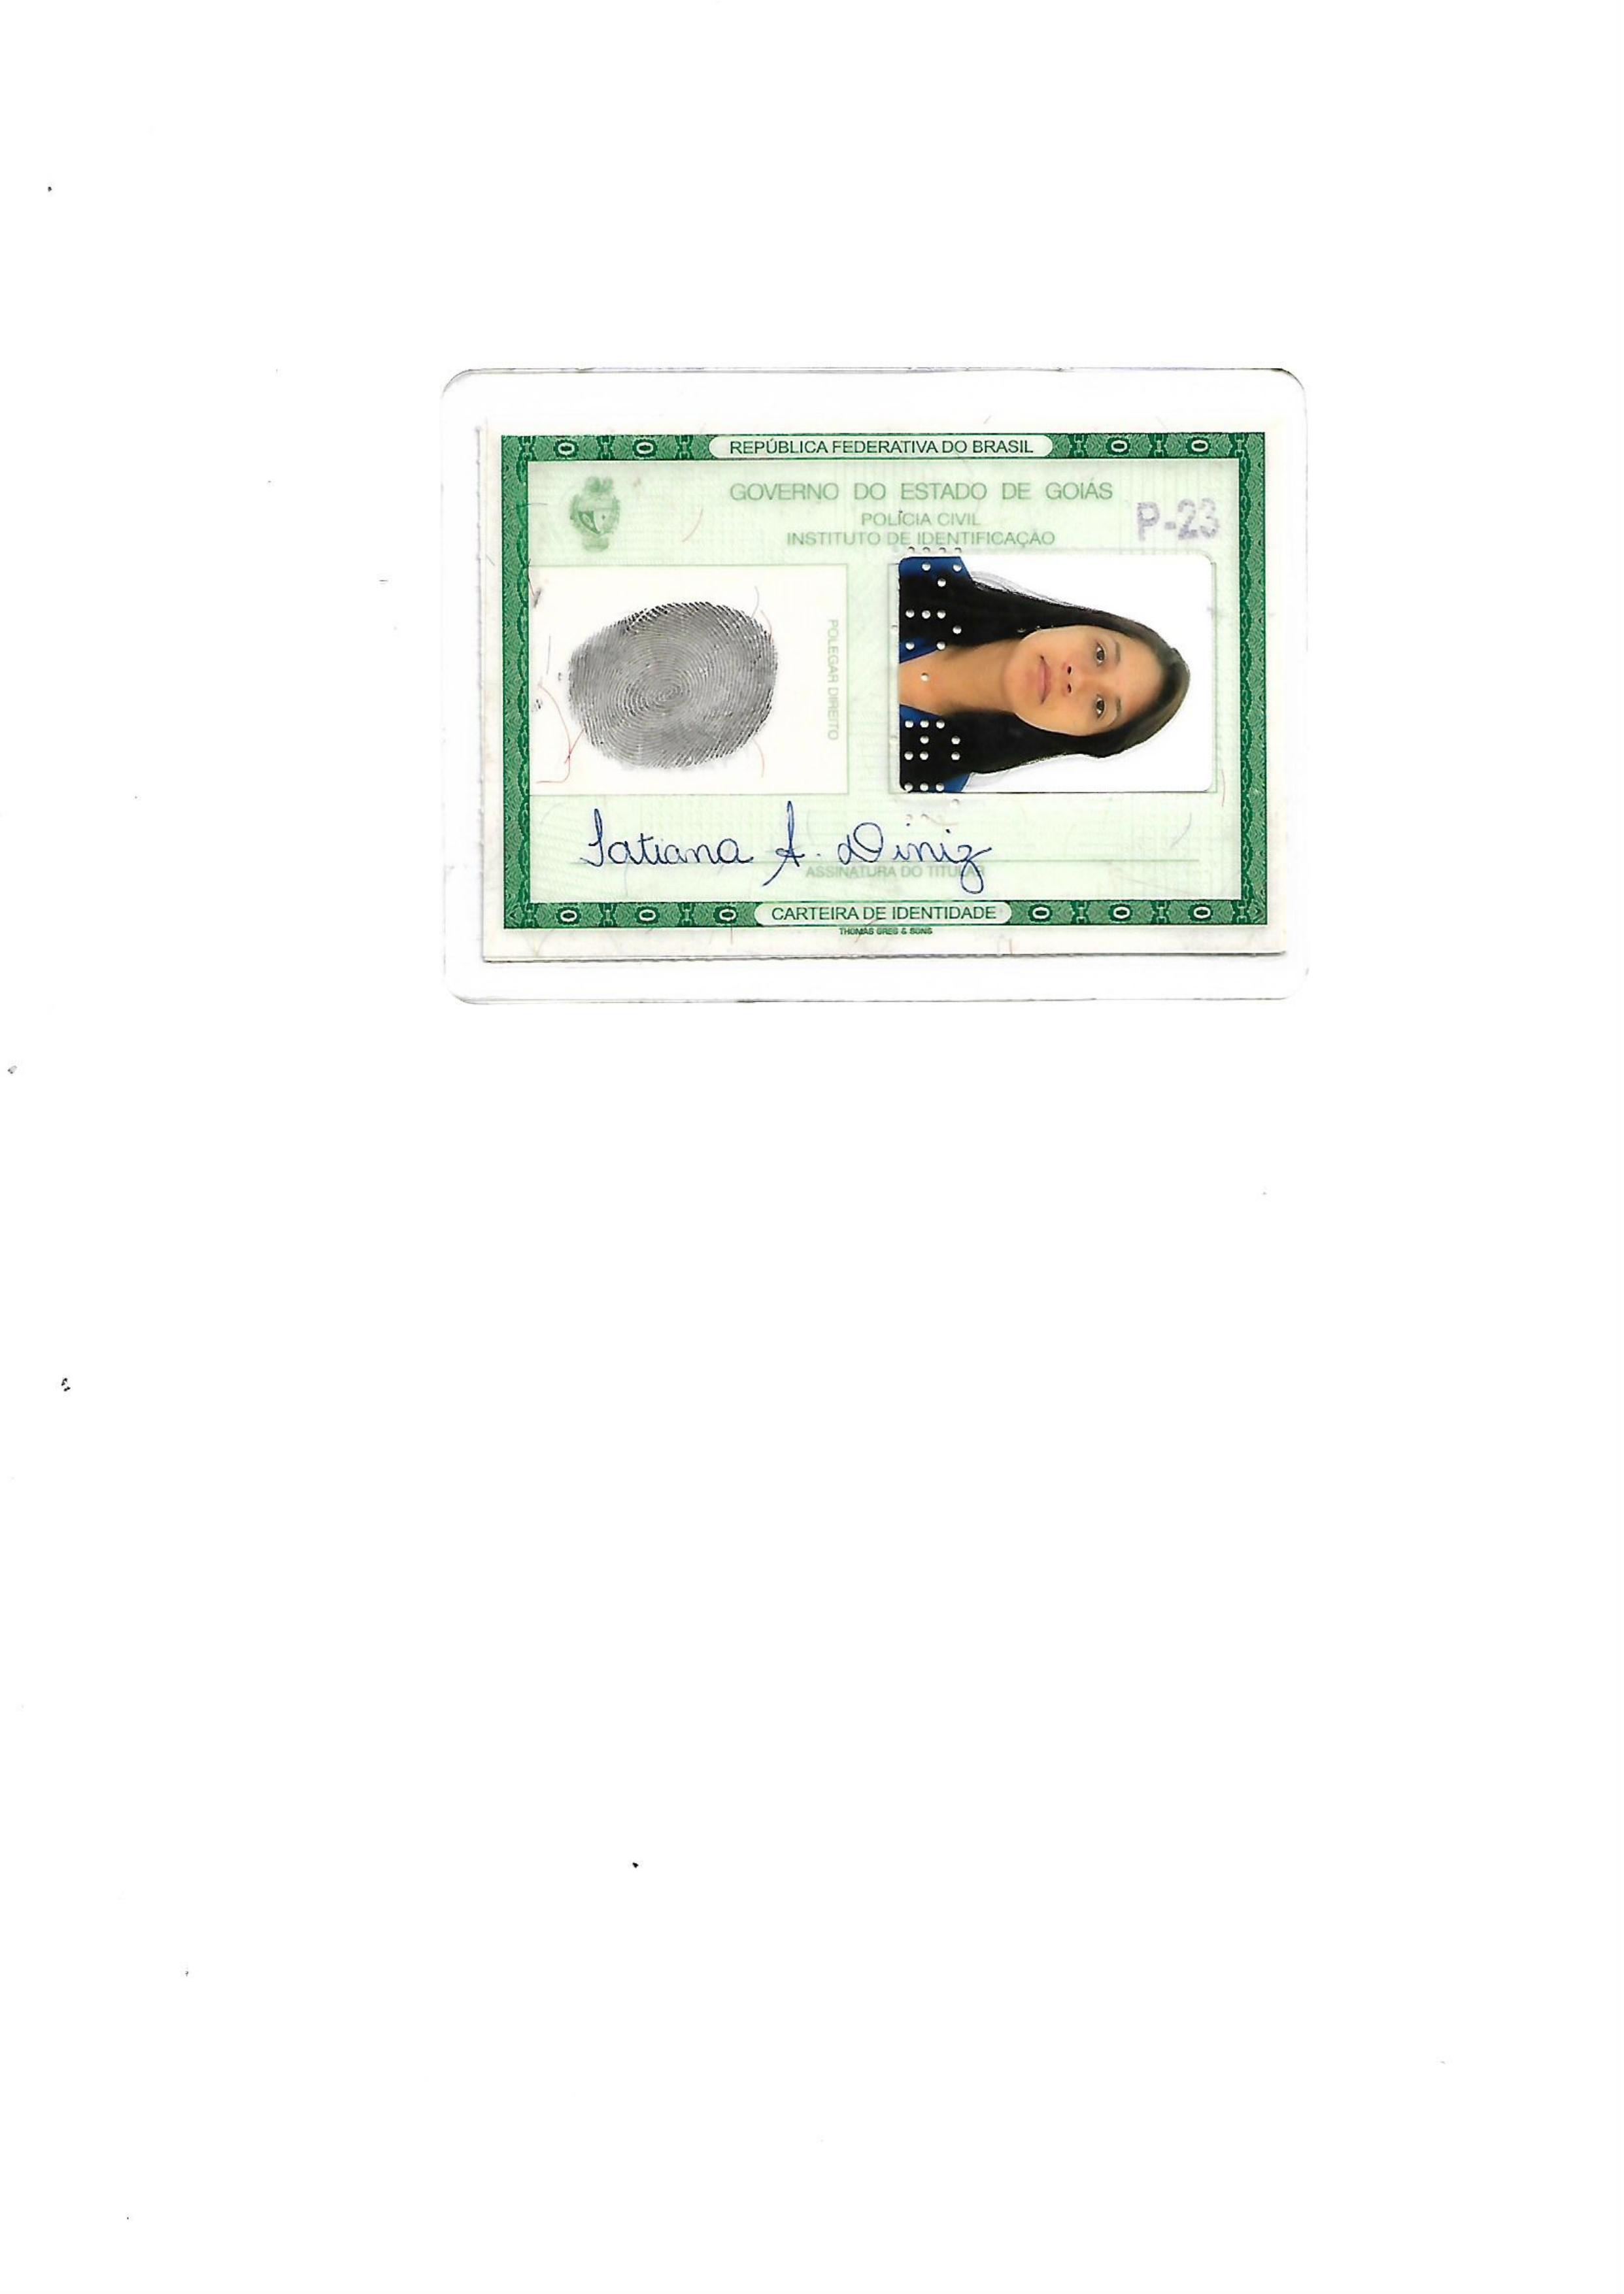 REPÚBLICA FEDERATIVA DO BRASIL
GOVERNO DO ESTADO DE GOIÁS
POLÍCIA CIVIL
INSTITUTO DE IDENTIFICAÇÃO
P-23
POLEGAR DIREITO
Tatiana A. Diniz
ASSINATURA DO TITULAR
CARTEIRA DE IDENTIDADE
THOMAS GREG & SONS